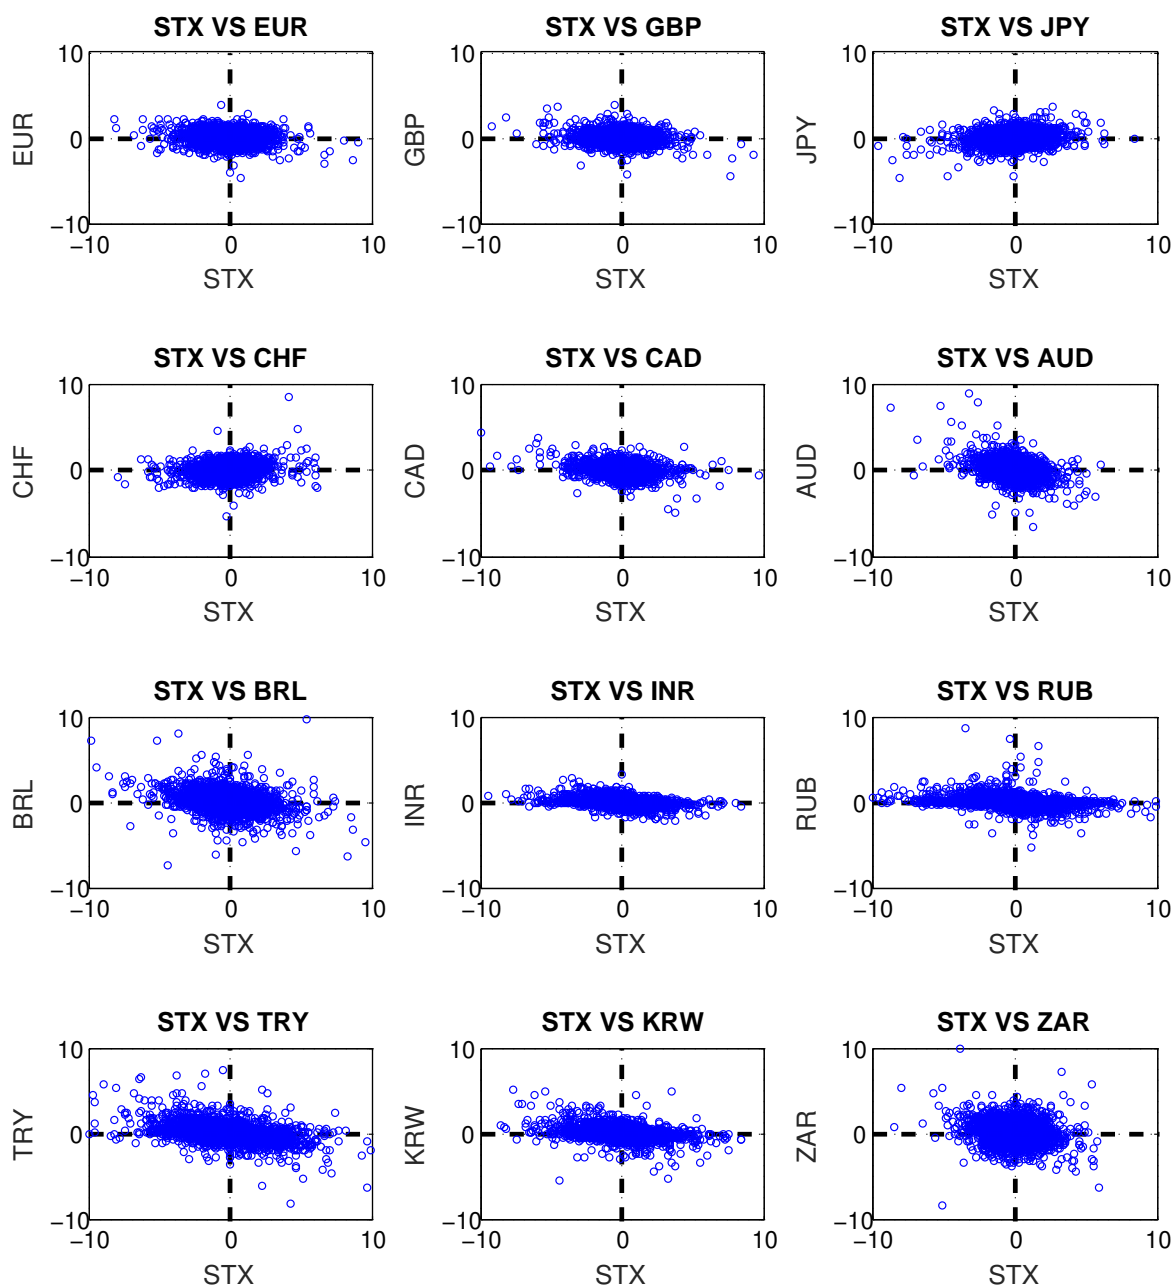 STX VS EUR STX VS GBP STX VS JPY
10 10 10
EUR 0 GBP 0 JPY 0
−10 −10 −10
−10 0 10 −10 0 10 −10 0 10
STX STX STX
STX VS CHF STX VS CAD STX VS AUD
10 10 10
CHF 0 CAD 0 AUD 0
−10 −10 −10
−10 0 10 −10 0 10 −10 0 10
STX STX STX
STX VS BRL STX VS INR STX VS RUB
10 10 10
BRL 0 INR 0 RUB 0
−10 −10 −10
−10 0 10 −10 0 10 −10 0 10
STX STX STX
STX VS TRY STX VS KRW STX VS ZAR
10 10 10
TRY 0 KRW 0 ZAR 0
−10 −10 −10
−10 0 10 −10 0 10 −10 0 10
STX STX STX